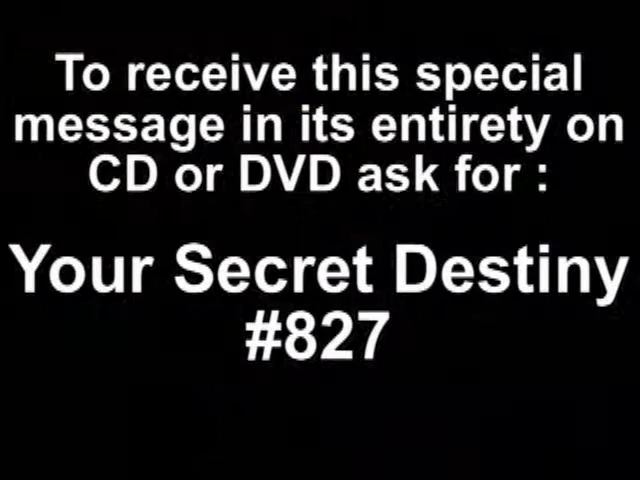 To receive this special
message in its entirety on
CD or DVD ask for :
Your Secret Destiny
#827